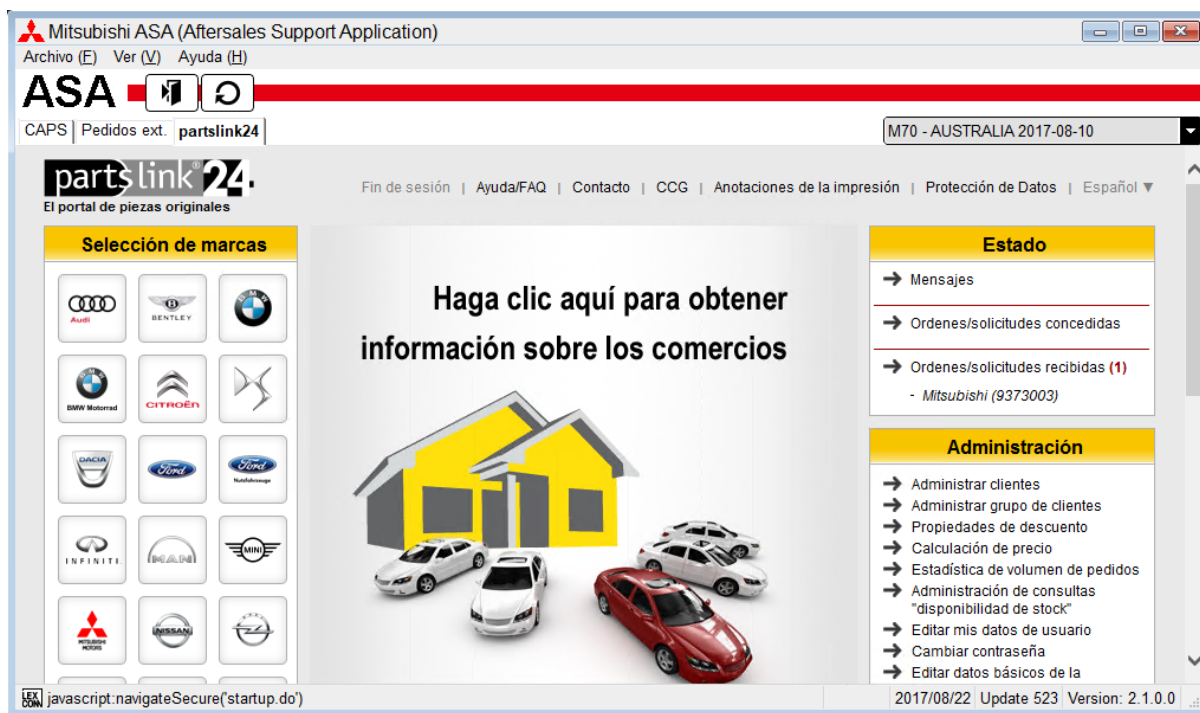 Mitsubishi ASA (Aftersales Support Application)
Archivo (F) Ver (V) Ayuda (H)
ASA
CAPS Pedidos ext. partslink24
M70 - AUSTRALIA 2017-08-10
partslink®24.
El portal de piezas originales
Fin de sesión | Ayuda/FAQ | Contacto | CCG | Anotaciones de la impresión | Protección de Datos | Español ▼
Selección de marcas
Audi
BENTLEY
BMW
BMW Motorrad
CITROËN
DACIA
Ford
Ford
Nutzfahrzeuge
INFINITI.
MAN
MINI
MITSUBISHI
MOTORS
NISSAN
Haga clic aquí para obtener
información sobre los comercios
Estado
Mensajes
Ordenes/solicitudes concedidas
Ordenes/solicitudes recibidas (1)
- Mitsubishi (9373003)
Administración
Administrar clientes
Administrar grupo de clientes
Propiedades de descuento
Calculación de precio
Estadística de volumen de pedidos
Administración de consultas
"disponibilidad de stock"
Editar mis datos de usuario
Cambiar contraseña
Editar datos básicos de la
LEX
COM
javascript:navigateSecure('startup.do')
2017/08/22 Update 523 Version: 2.1.0.0